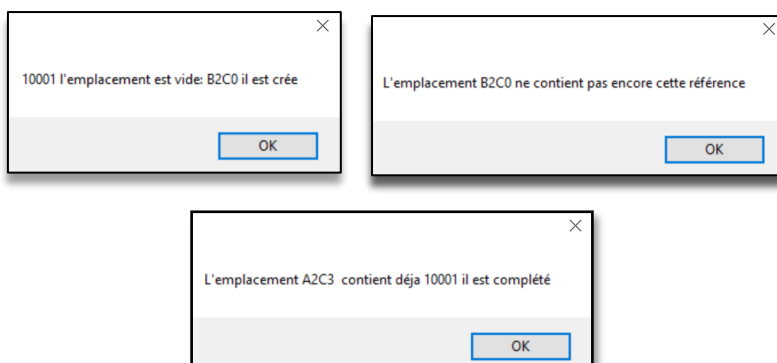 10001 l'emplacement est vide: B2C0 il est crée
OK
L'emplacement B2C0 ne contient pas encore cette référence
OK
L'emplacement A2C3  contient déja 10001 il est complété
OK